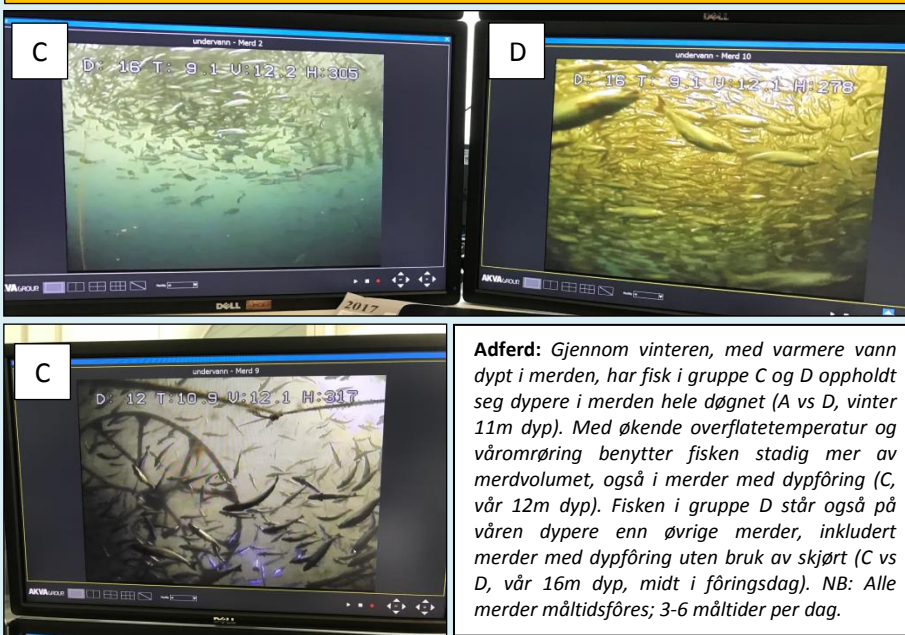 DELL
C
undervann - Merd 2
D: 16 T: 9.1 V:12.2 H:305
AKVAGROUP
DELL
2017
D
undervann - Merd 10
D: 16 T: 9.1 V:12.1 H:278
AKVAGROUP
C
undervann - Merd 9
D: 12 T:10.9 V:12.1 H:317
AKVAGROUP
DELL
Adferd: Gjennom vinteren, med varmere vann
dypt i merden, har fisk i gruppe C og D oppholdt
seg dypere i merden hele døgnet (A vs D, vinter
11m dyp). Med økende overflatetemperatur og
våromrøring benytter fisken stadig mer av
merdvolumet, også i merder med dypfôring (C,
vår 12m dyp). Fisken i gruppe D står også på
våren dypere enn øvrige merder, inkludert
merder med dypfôring uten bruk av skjørt (C vs
D, vår 16m dyp, midt i fôringsdag). NB: Alle
merder måltidsfôres; 3-6 måltider per dag.